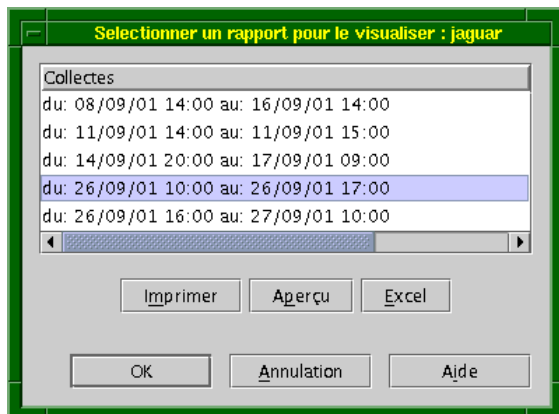 Selectionner un rapport pour le visualiser : jaguar
Collectes
du: 08/09/01 14:00 au: 16/09/01 14:00
du: 11/09/01 14:00 au: 11/09/01 15:00
du: 14/09/01 20:00 au: 17/09/01 09:00
du: 26/09/01 10:00 au: 26/09/01 17:00
du: 26/09/01 16:00 au: 27/09/01 10:00
Imprimer Aperçu Excel
OK Annulation Aide